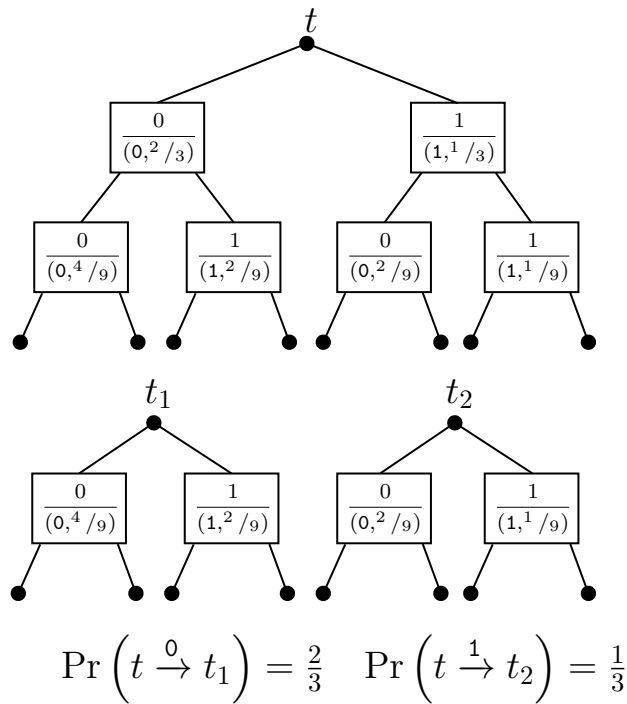 t
0 1
(0,²/₃) (1,¹/₃)
0 1 0 1
(0,⁴/₉) (1,²/₉) (0,²/₉) (1,¹/₉)
t₁ t₂
0 1 0 1
(0,⁴/₉) (1,²/₉) (0,²/₉) (1,¹/₉)
Pr(t →⁰ t₁) = 2/3 Pr(t →¹ t₂) = 1/3